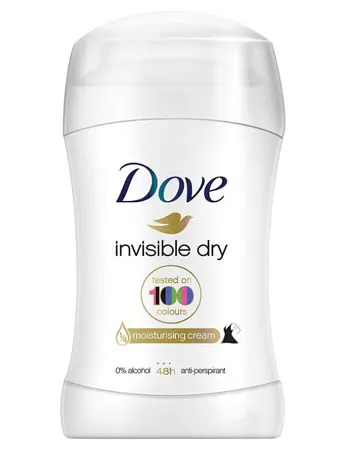 Dove
invisible dry
tested on
100
colours
moisturising cream
0% alcohol 48h anti-perspirant